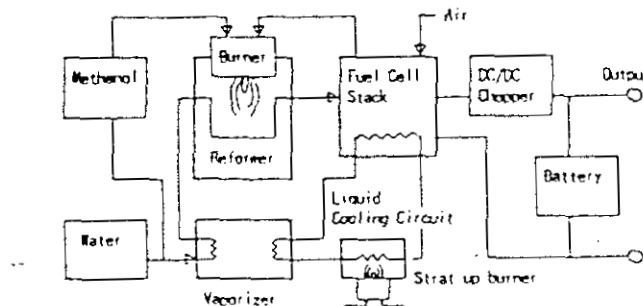 Air
Burner
Methanol
Fuel Cell
Stack
DC/DC
Chopper
Output
Reformer
Battery
Liquid
Cooling Circuit
Water
Strat up burner
Vaporizer